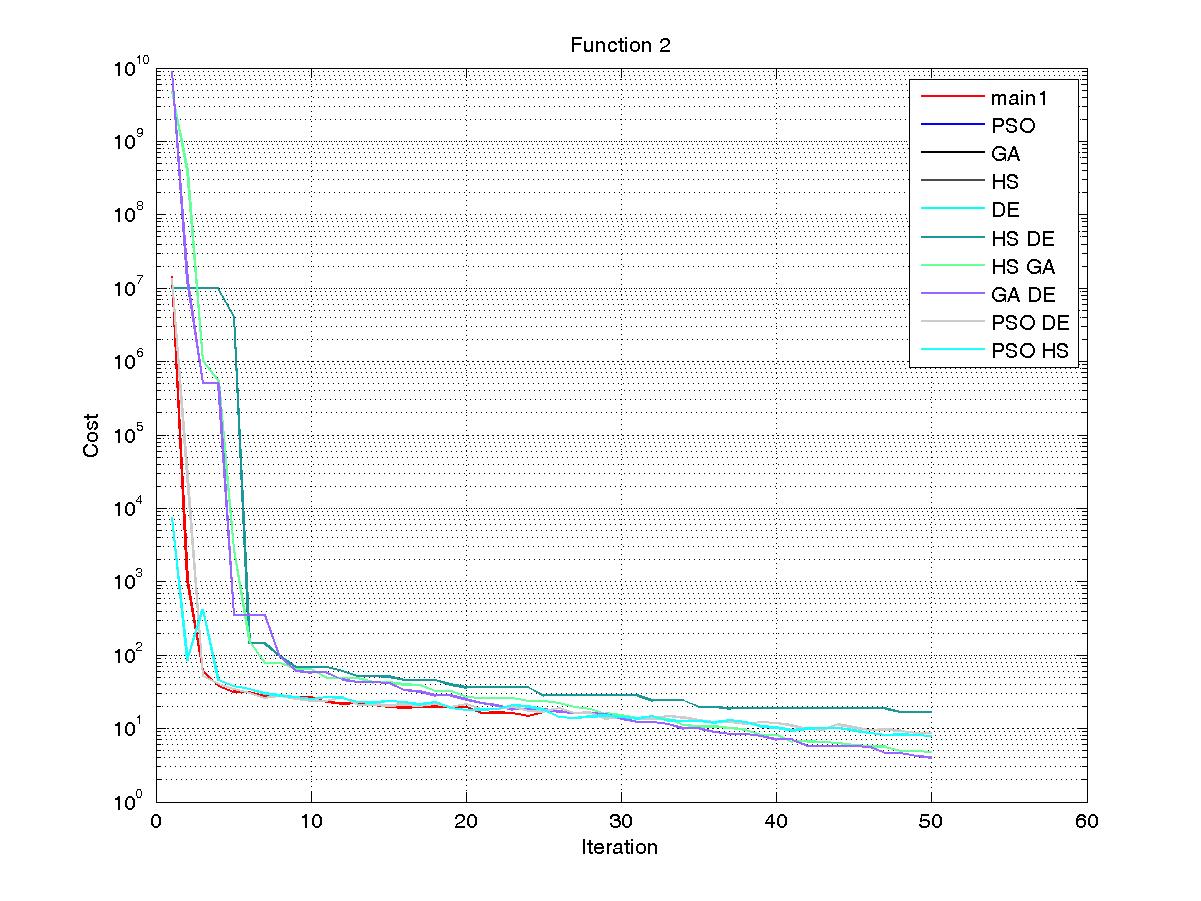 Function 2
10^10
10^9
10^8
10^7
10^6
10^5
10^4
10^3
10^2
10^1
10^0
Cost
0 10 20 30 40 50 60
Iteration
main1
PSO
GA
HS
DE
HS DE
HS GA
GA DE
PSO DE
PSO HS